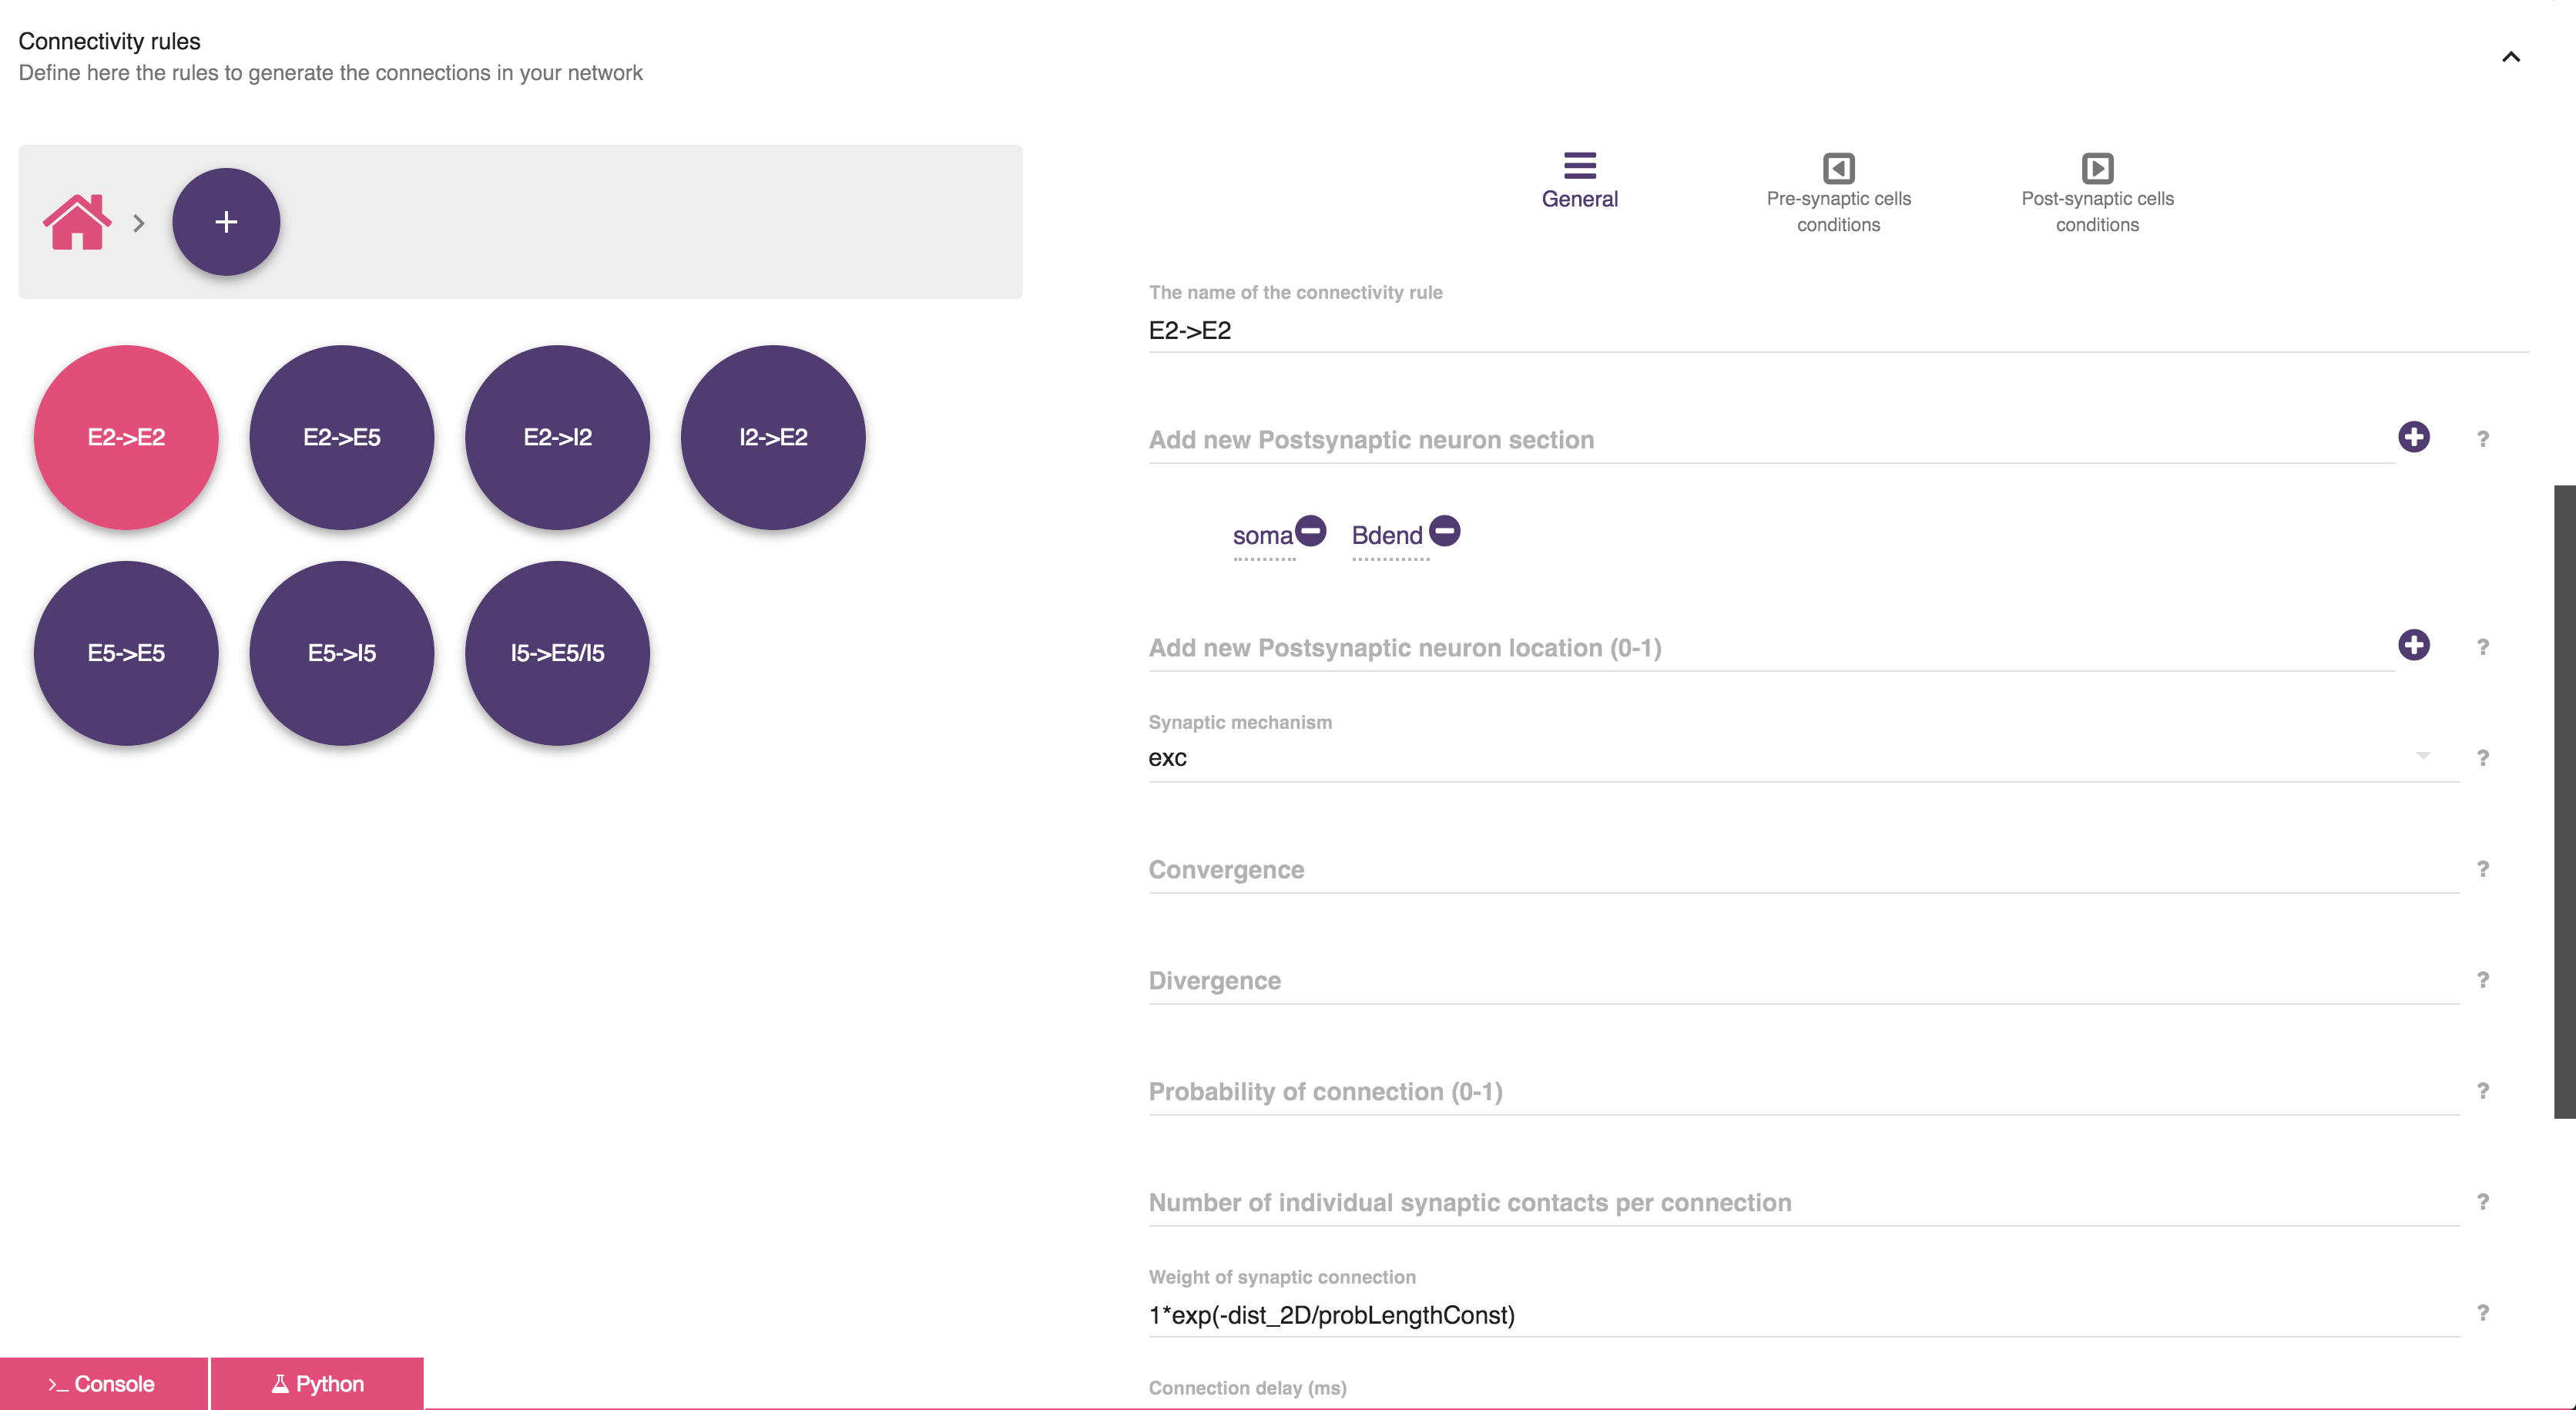 Connectivity rules
Define here the rules to generate the connections in your network
+
General
Pre-synaptic cells
conditions
Post-synaptic cells
conditions
The name of the connectivity rule
E2->E2
E2->E2
E2->E5
E2->I2
I2->E2
E5->E5
E5->I5
I5->E5/I5
Add new Postsynaptic neuron section
?
soma
Bdend
Add new Postsynaptic neuron location (0-1)
?
Synaptic mechanism
exc
?
Convergence
?
Divergence
?
Probability of connection (0-1)
?
Number of individual synaptic contacts per connection
?
Weight of synaptic connection
1*exp(-dist_2D/probLengthConst)
?
Connection delay (ms)
>_ Console
Python